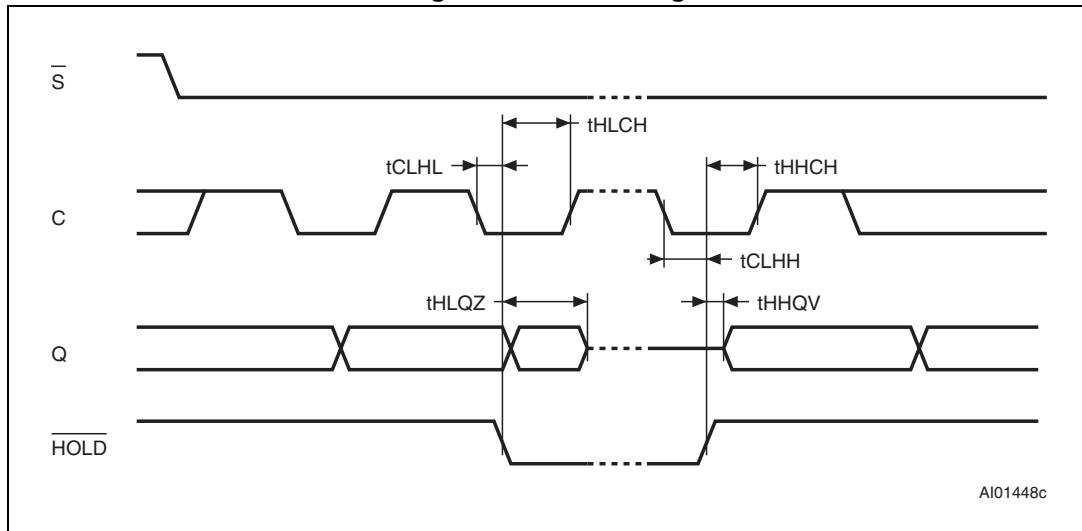 S
tHLCH
tCLHL
tHHCH
C
tCLHH
tHLQZ
tHHQV
Q
HOLD
AI01448c